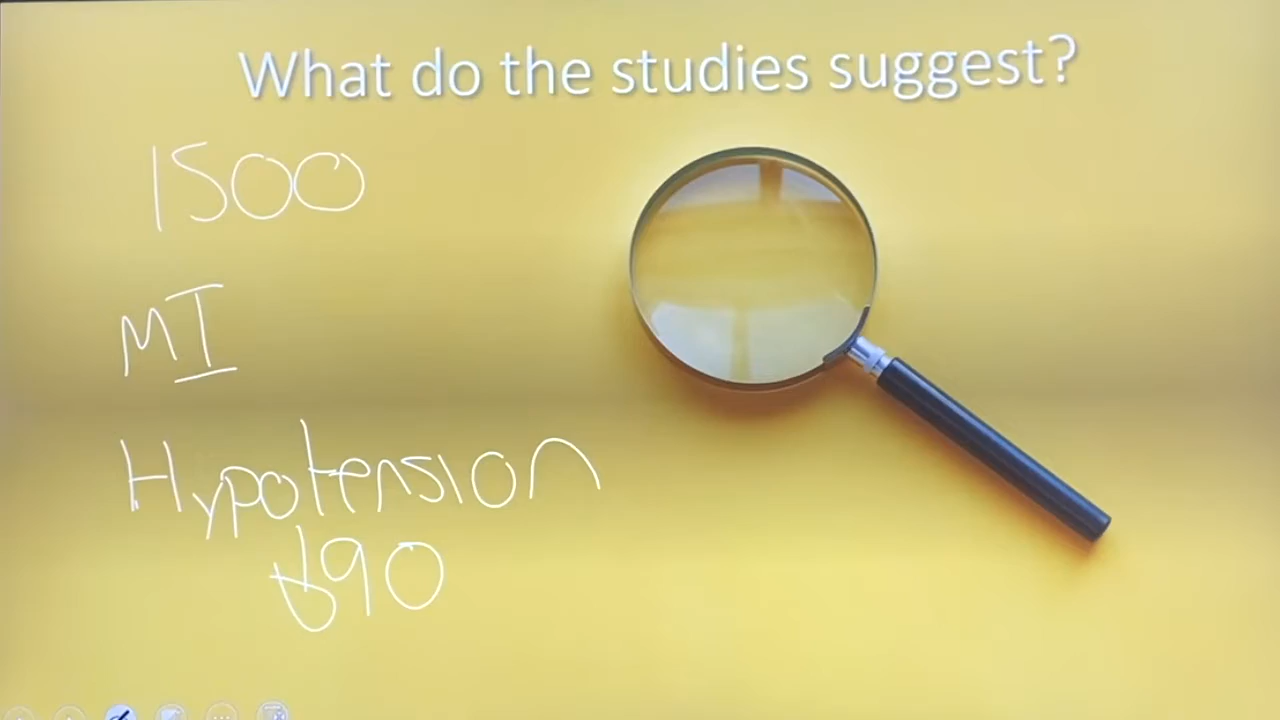 What do the studies suggest?
1500
MI
Hypotension
↓90